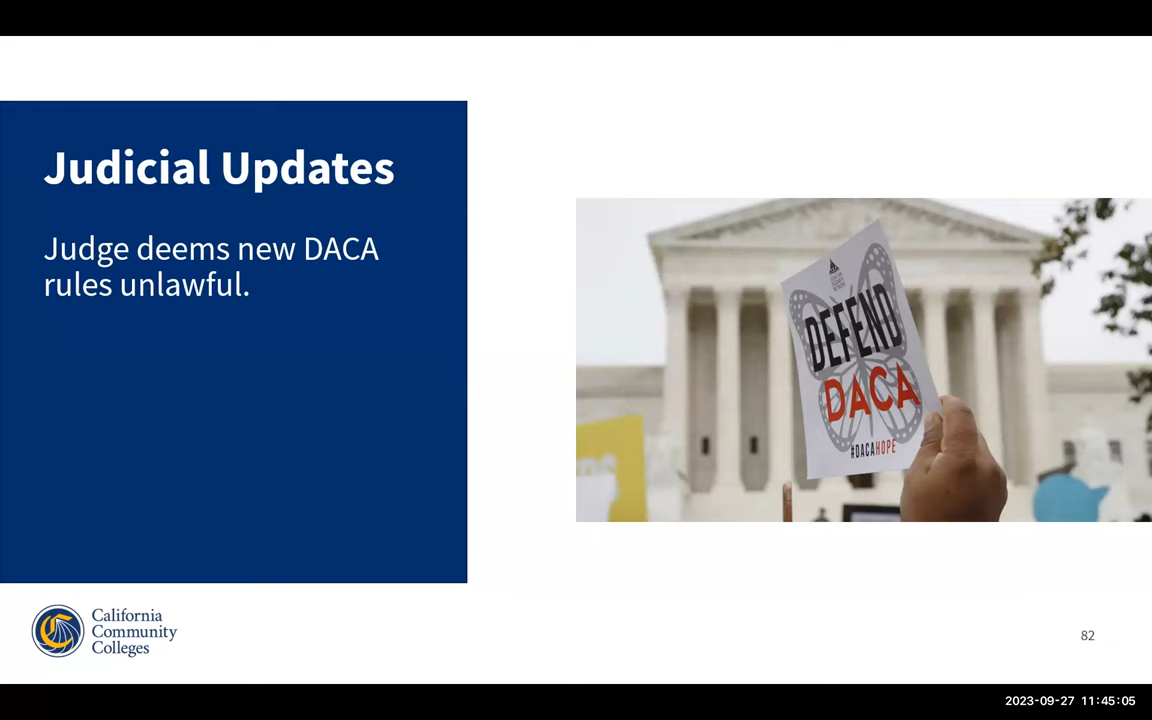 Judicial Updates
Judge deems new DACA
rules unlawful.
DEFEND
DACA
#DACAHOPE
California
Community
Colleges
82
2023-09-27 11:45:05